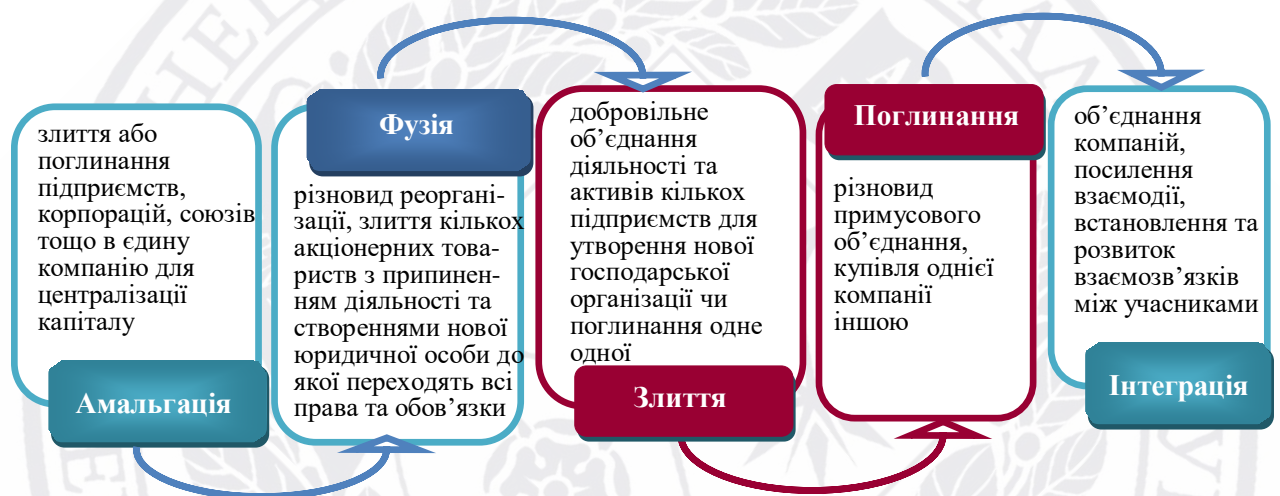 злиття або
поглинання
підприємств,
корпорацій, союзів
тощо в єдину
компанію для
централізації
капіталу
Амальгація
Фузія
різновид реоргані-
зації, злиття кількох
акціонерних това-
риств з припинен-
ням діяльності та
створеннями нової
юридичної особи до
якої переходять всі
права та обов’язки
добровільне
об’єднання
діяльності та
активів кількох
підприємств для
утворення нової
господарської
організації чи
поглинання одне
одної
Злиття
Поглинання
різновид
примусового
об’єднання,
купівля однієї
компанії
іншою
об’єднання
компаній,
посилення
взаємодії,
встановлення та
розвиток
взаємозв’язків
між учасниками
Інтеграція